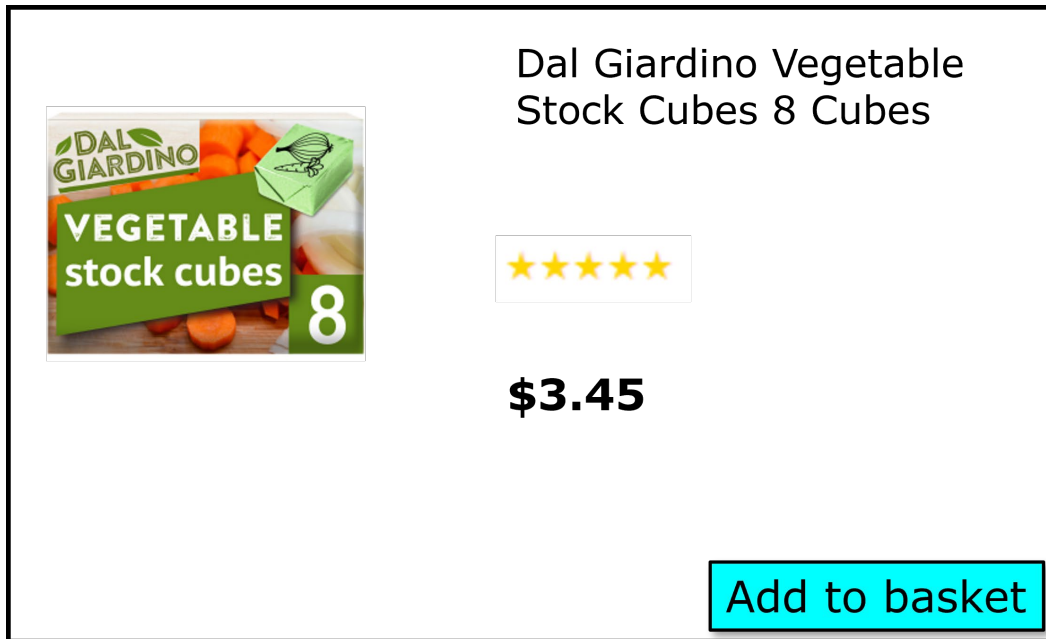 Dal Giardino Vegetable
Stock Cubes 8 Cubes
DAL
GIARDINO
VEGETABLE
stock cubes
8
$3.45
Add to basket